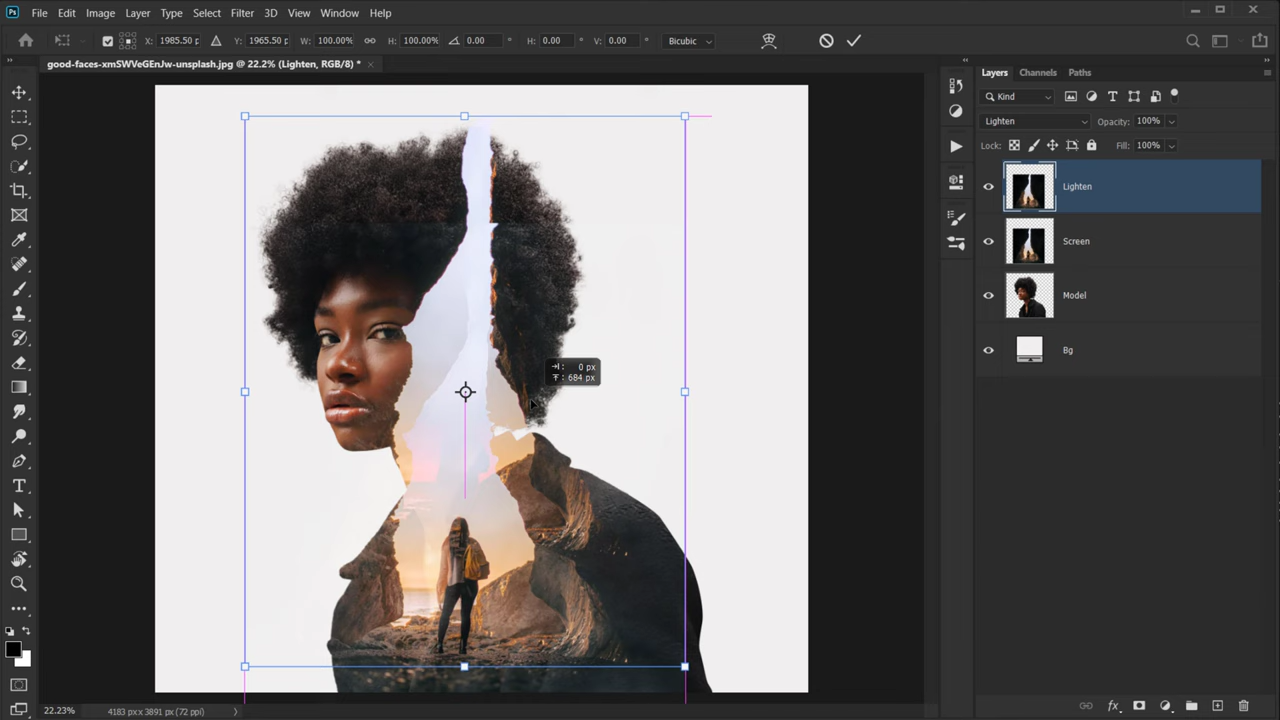 Ps File Edit Image Layer Type Select Filter 3D View Window Help
X: 1985.50 p Y: 1965.50 p W: 100.00% H: 100.00% 0.00 ° H: 0.00 ° V: 0.00 ° Bicubic
good-faces-xmSWVeGEnJw-unsplash.jpg @ 22.2% (Lighten, RGB/8) *
Layers Channels Paths
Kind
Lighten Opacity: 100%
Lock: Fill: 100%
Lighten
Screen
Model
Bg
: 0 px
: 684 px
22.23% 4183 px x 3891 px (72 ppi)
fx